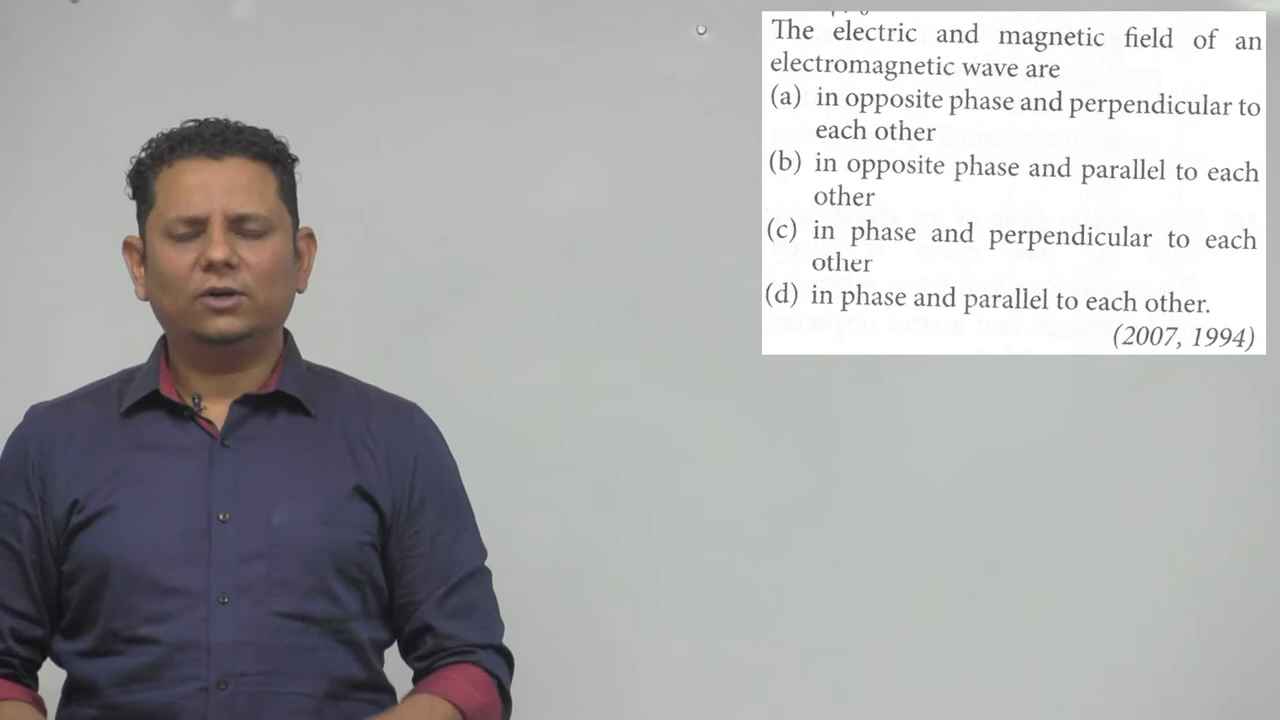 The electric and magnetic field of an
electromagnetic wave are
(a) in opposite phase and perpendicular to
each other
(b) in opposite phase and parallel to each
other
(c) in phase and perpendicular to each
other
(d) in phase and parallel to each other.
(2007, 1994)